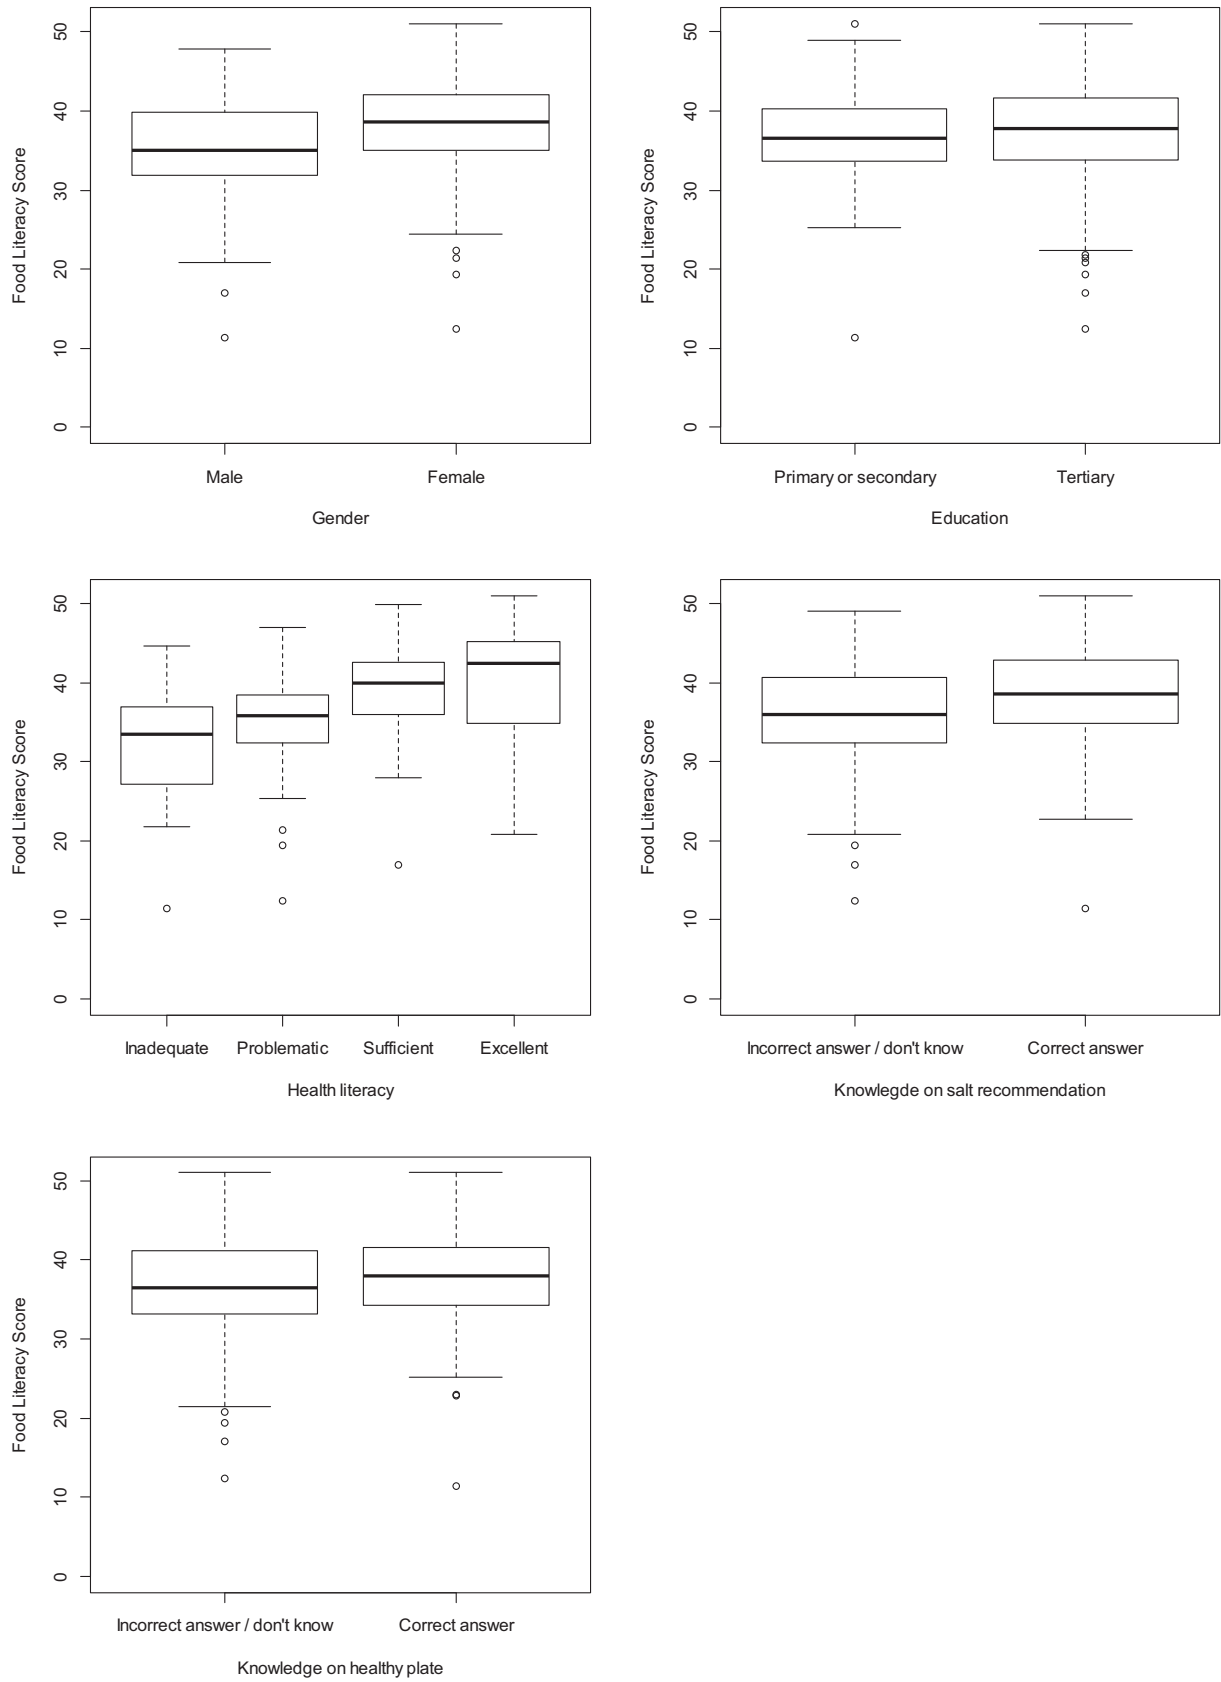 Food Literacy Score
50
40
30
20
10
0
Male
Female
Gender
Food Literacy Score
50
40
30
20
10
0
Primary or secondary
Tertiary
Education
Food Literacy Score
50
40
30
20
10
0
Inadequate
Problematic
Sufficient
Excellent
Health literacy
Food Literacy Score
50
40
30
20
10
0
Incorrect answer / don't know
Correct answer
Knowlegde on salt recommendation
Food Literacy Score
50
40
30
20
10
0
Incorrect answer / don't know
Correct answer
Knowledge on healthy plate